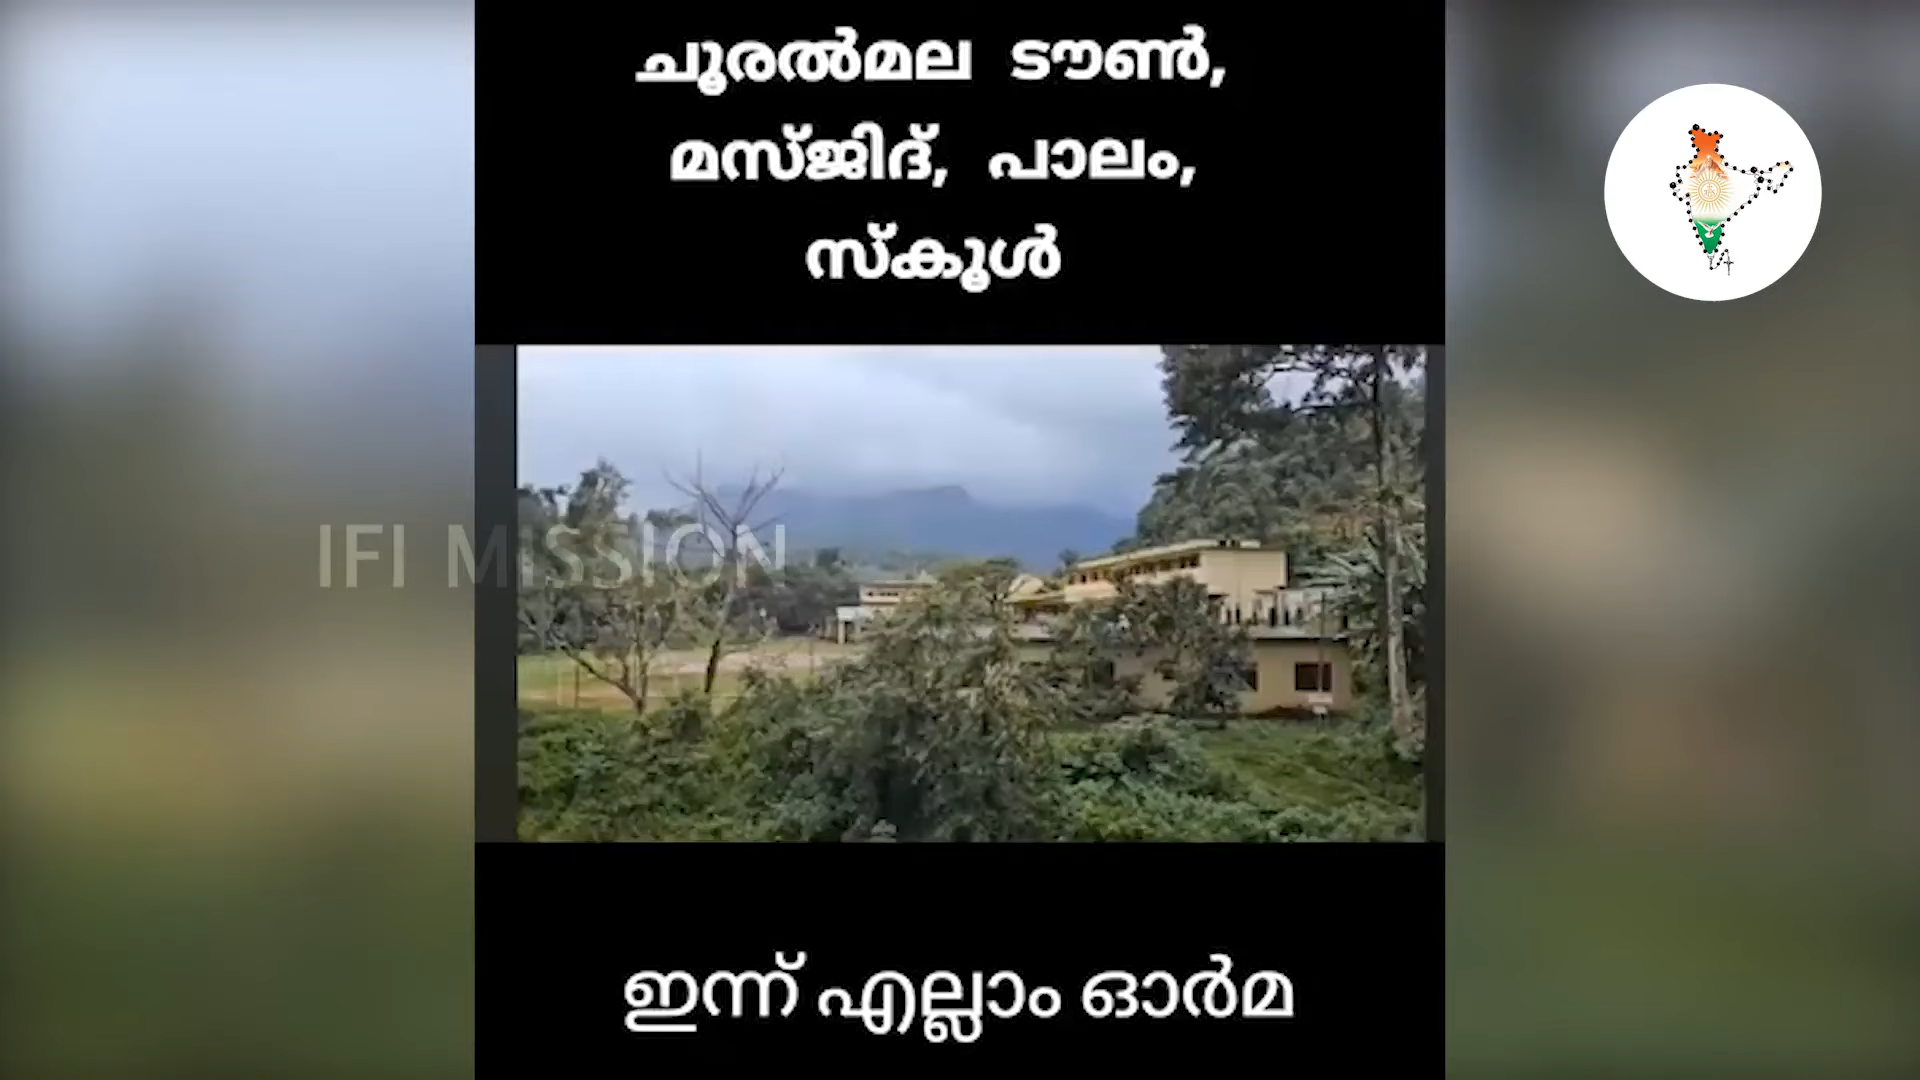 ചൂരൽമല ടൗൺ,
മസ്ജിദ്, പാലം,
സ്കൂൾ
IFI MISSION
ഇന്ന് എല്ലാം ഓർമ